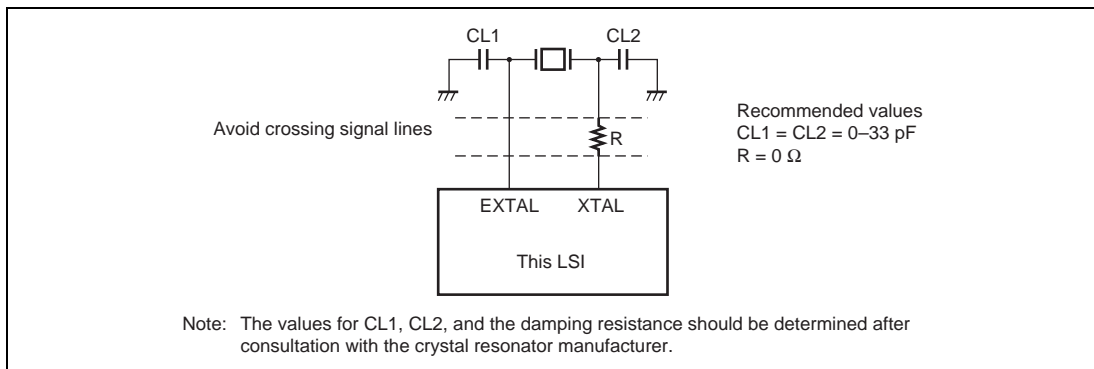 CL1
CL2
Avoid crossing signal lines
R
Recommended values
CL1 = CL2 = 0–33 pF
R = 0 Ω
EXTAL
XTAL
This LSI
Note: The values for CL1, CL2, and the damping resistance should be determined after
consultation with the crystal resonator manufacturer.